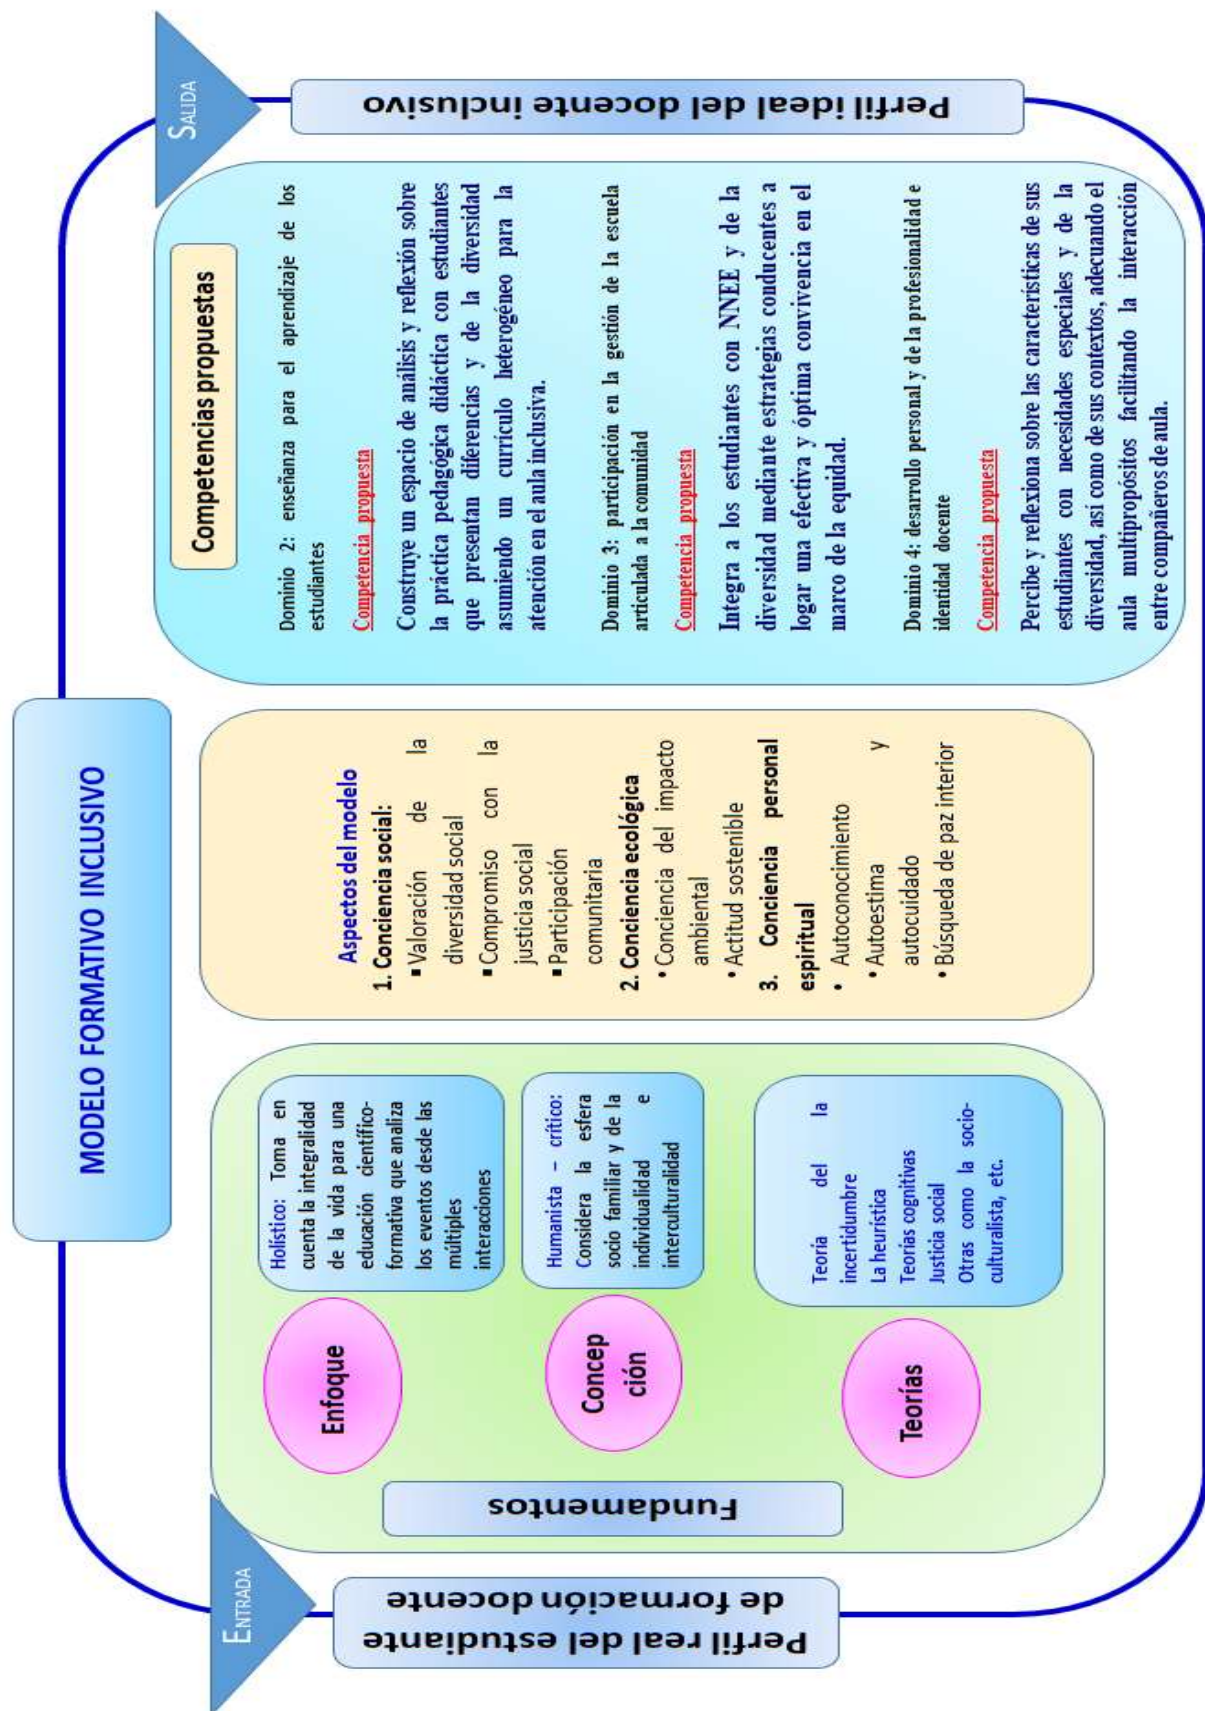 MODELO FORMATIVO INCLUSIVO
ENTRADA
Perfil real del estudiante
de formación docente
Fundamentos
Enfoque
Holístico: Toma en
cuenta la integralidad
de la vida para una
educación científico-
formativa que analiza
los eventos desde las
múltiples
interacciones
Concep
ción
Humanista – crítico:
Considera la esfera
socio familiar y de la
individualidad e
interculturalidad
Teorías
Teoría del la
incertidumbre
La heurística
Teorías cognitivas
Justicia social
Otras como la socio-
culturalista, etc.
Aspectos del modelo
1. Conciencia social:
▪ Valoración de la
diversidad social
▪ Compromiso con la
justicia social
▪ Participación
comunitaria
2. Conciencia ecológica
• Conciencia del impacto
ambiental
• Actitud sostenible
3. Conciencia personal
espiritual
• Autoconocimiento
• Autoestima y
autocuidado
• Búsqueda de paz interior
Competencias propuestas
Dominio 2: enseñanza para el aprendizaje de los
estudiantes
Competencia propuesta
Construye un espacio de análisis y reflexión sobre
la práctica pedagógica didáctica con estudiantes
que presentan diferencias y de la diversidad
asumiendo un currículo heterogéneo para la
atención en el aula inclusiva.
Dominio 3: participación en la gestión de la escuela
articulada a la comunidad
Competencia propuesta
Integra a los estudiantes con NNEE y de la
diversidad mediante estrategias conducentes a
logar una efectiva y óptima convivencia en el
marco de la equidad.
Dominio 4: desarrollo personal y de la profesionalidad e
identidad docente
Competencia propuesta
Percibe y reflexiona sobre las características de sus
estudiantes con necesidades especiales y de la
diversidad, así como de sus contextos, adecuando el
aula multipropósitos facilitando la interacción
entre compañeros de aula.
SALIDA
Perfil ideal del docente inclusivo